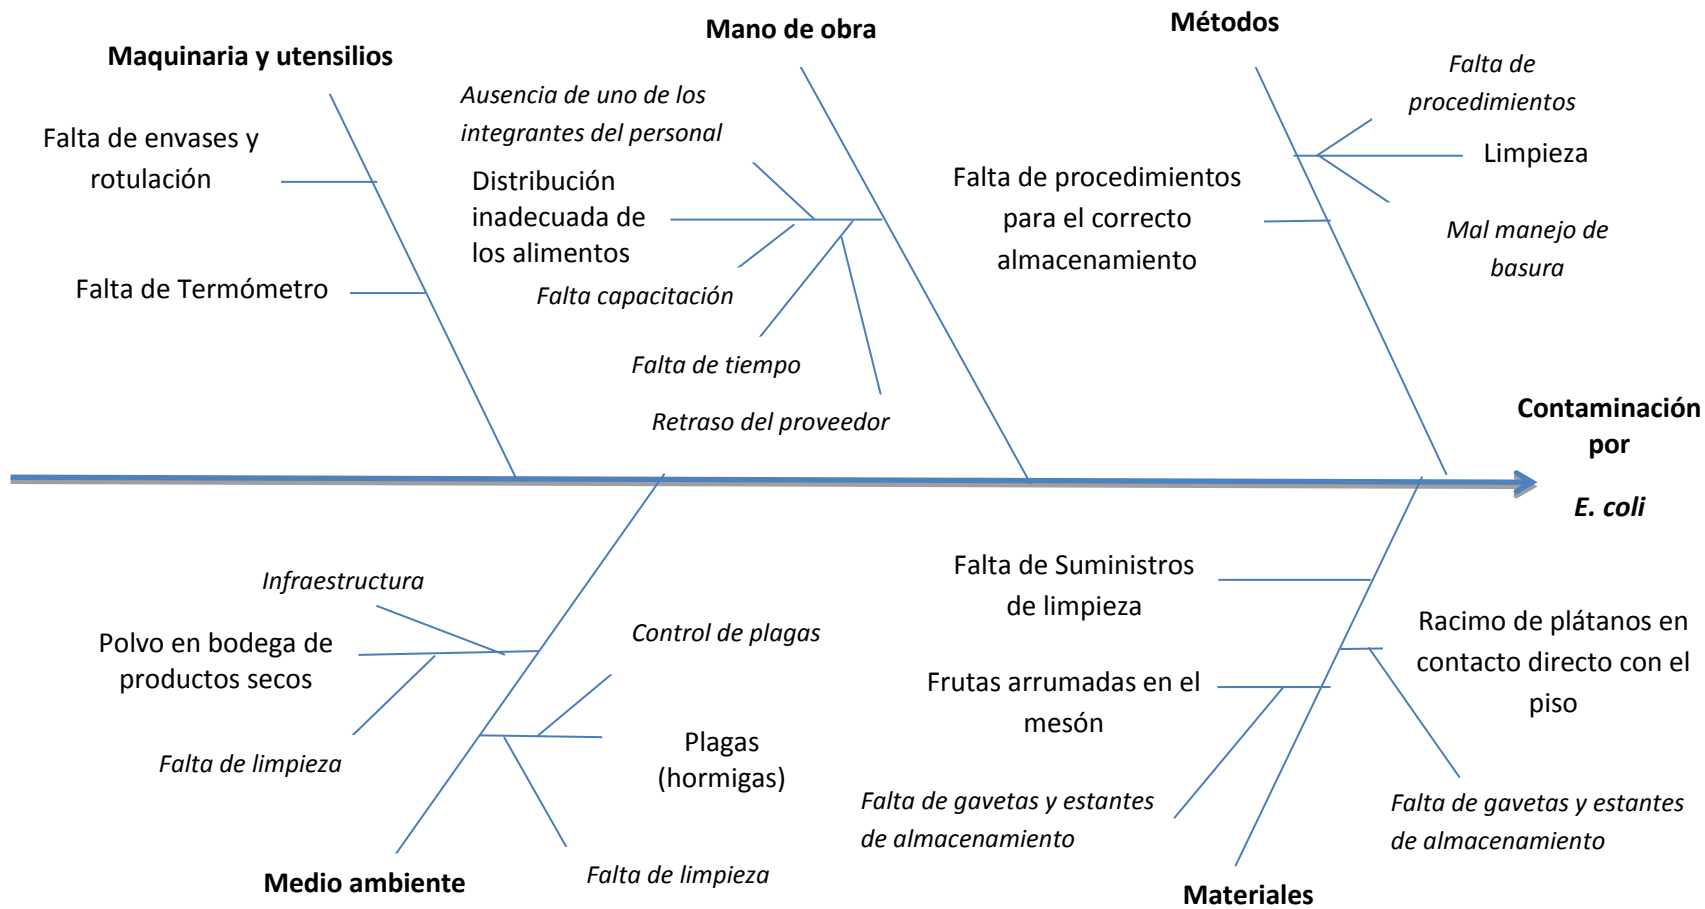 Maquinaria y utensilios
Falta de envases y
rotulación
Falta de Termómetro
Mano de obra
Ausencia de uno de los
integrantes del personal
Distribución
inadecuada de
los alimentos
Falta capacitación
Falta de tiempo
Retraso del proveedor
Métodos
Falta de
procedimientos
Limpieza
Mal manejo de
basura
Falta de procedimientos
para el correcto
almacenamiento
Contaminación
por
E. coli
Infraestructura
Polvo en bodega de
productos secos
Falta de limpieza
Control de plagas
Plagas
(hormigas)
Falta de limpieza
Medio ambiente
Falta de Suministros
de limpieza
Racimo de plátanos en
contacto directo con el
piso
Frutas arrumadas en el
mesón
Falta de gavetas y estantes
de almacenamiento
Falta de gavetas y estantes
de almacenamiento
Materiales